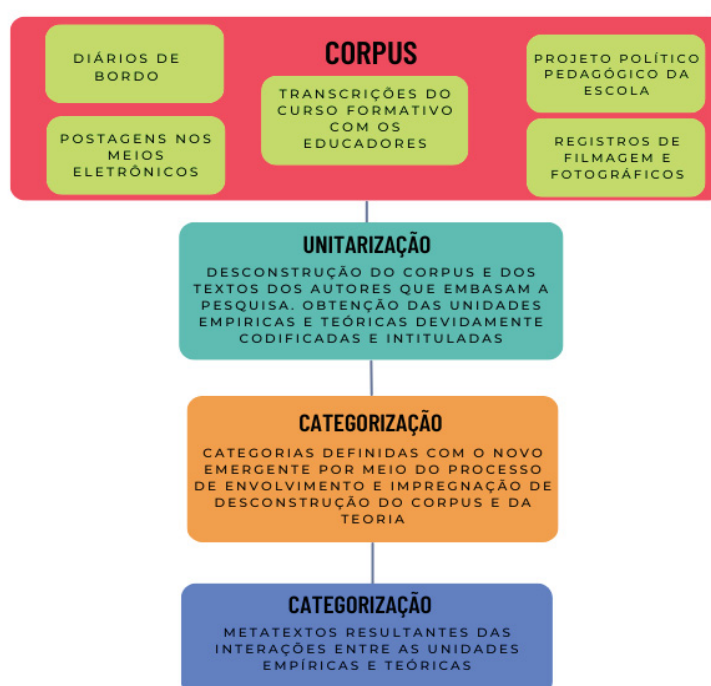 CORPUS
DIÁRIOS DE
BORDO
POSTAGENS NOS
MEIOS
ELETRÔNICOS
TRANSCRIÇÕES DO
CURSO FORMATIVO
COM OS
EDUCADORES
PROJETO POLÍTICO
PEDAGÓGICO DA
ESCOLA
REGISTROS DE
FILMAGEM E
FOTOGRÁFICOS
UNITARIZAÇÃO
DESCONSTRUÇÃO DO CORPUS E DOS
TEXTOS DOS AUTORES QUE EMBASAM A
PESQUISA. OBTENÇÃO DAS UNIDADES
EMPIRICAS E TEÓRICAS DEVIDAMENTE
CODIFICADAS E INTITULADAS
CATEGORIZAÇÃO
CATEGORIAS DEFINIDAS COM O NOVO
EMERGENTE POR MEIO DO PROCESSO
DE ENVOLVIMENTO E IMPREGNAÇÃO DE
DESCONSTRUÇÃO DO CORPUS E DA
TEORIA
CATEGORIZAÇÃO
METATEXTOS RESULTANTES DAS
INTERAÇÕES ENTRE AS UNIDADES
EMPÍRICAS E TEÓRICAS